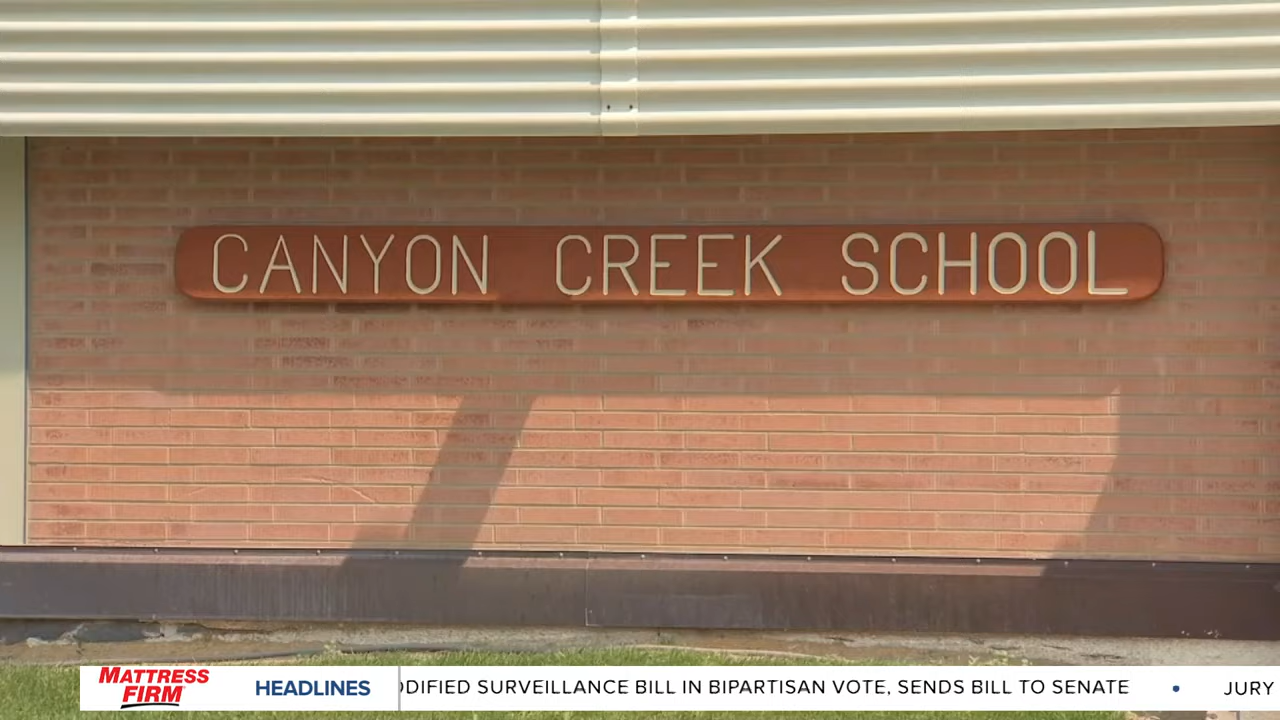 CANYON CREEK SCHOOL
MATTRESS
FIRM
HEADLINES
ODIFIED SURVEILLANCE BILL IN BIPARTISAN VOTE, SENDS BILL TO SENATE • JURY